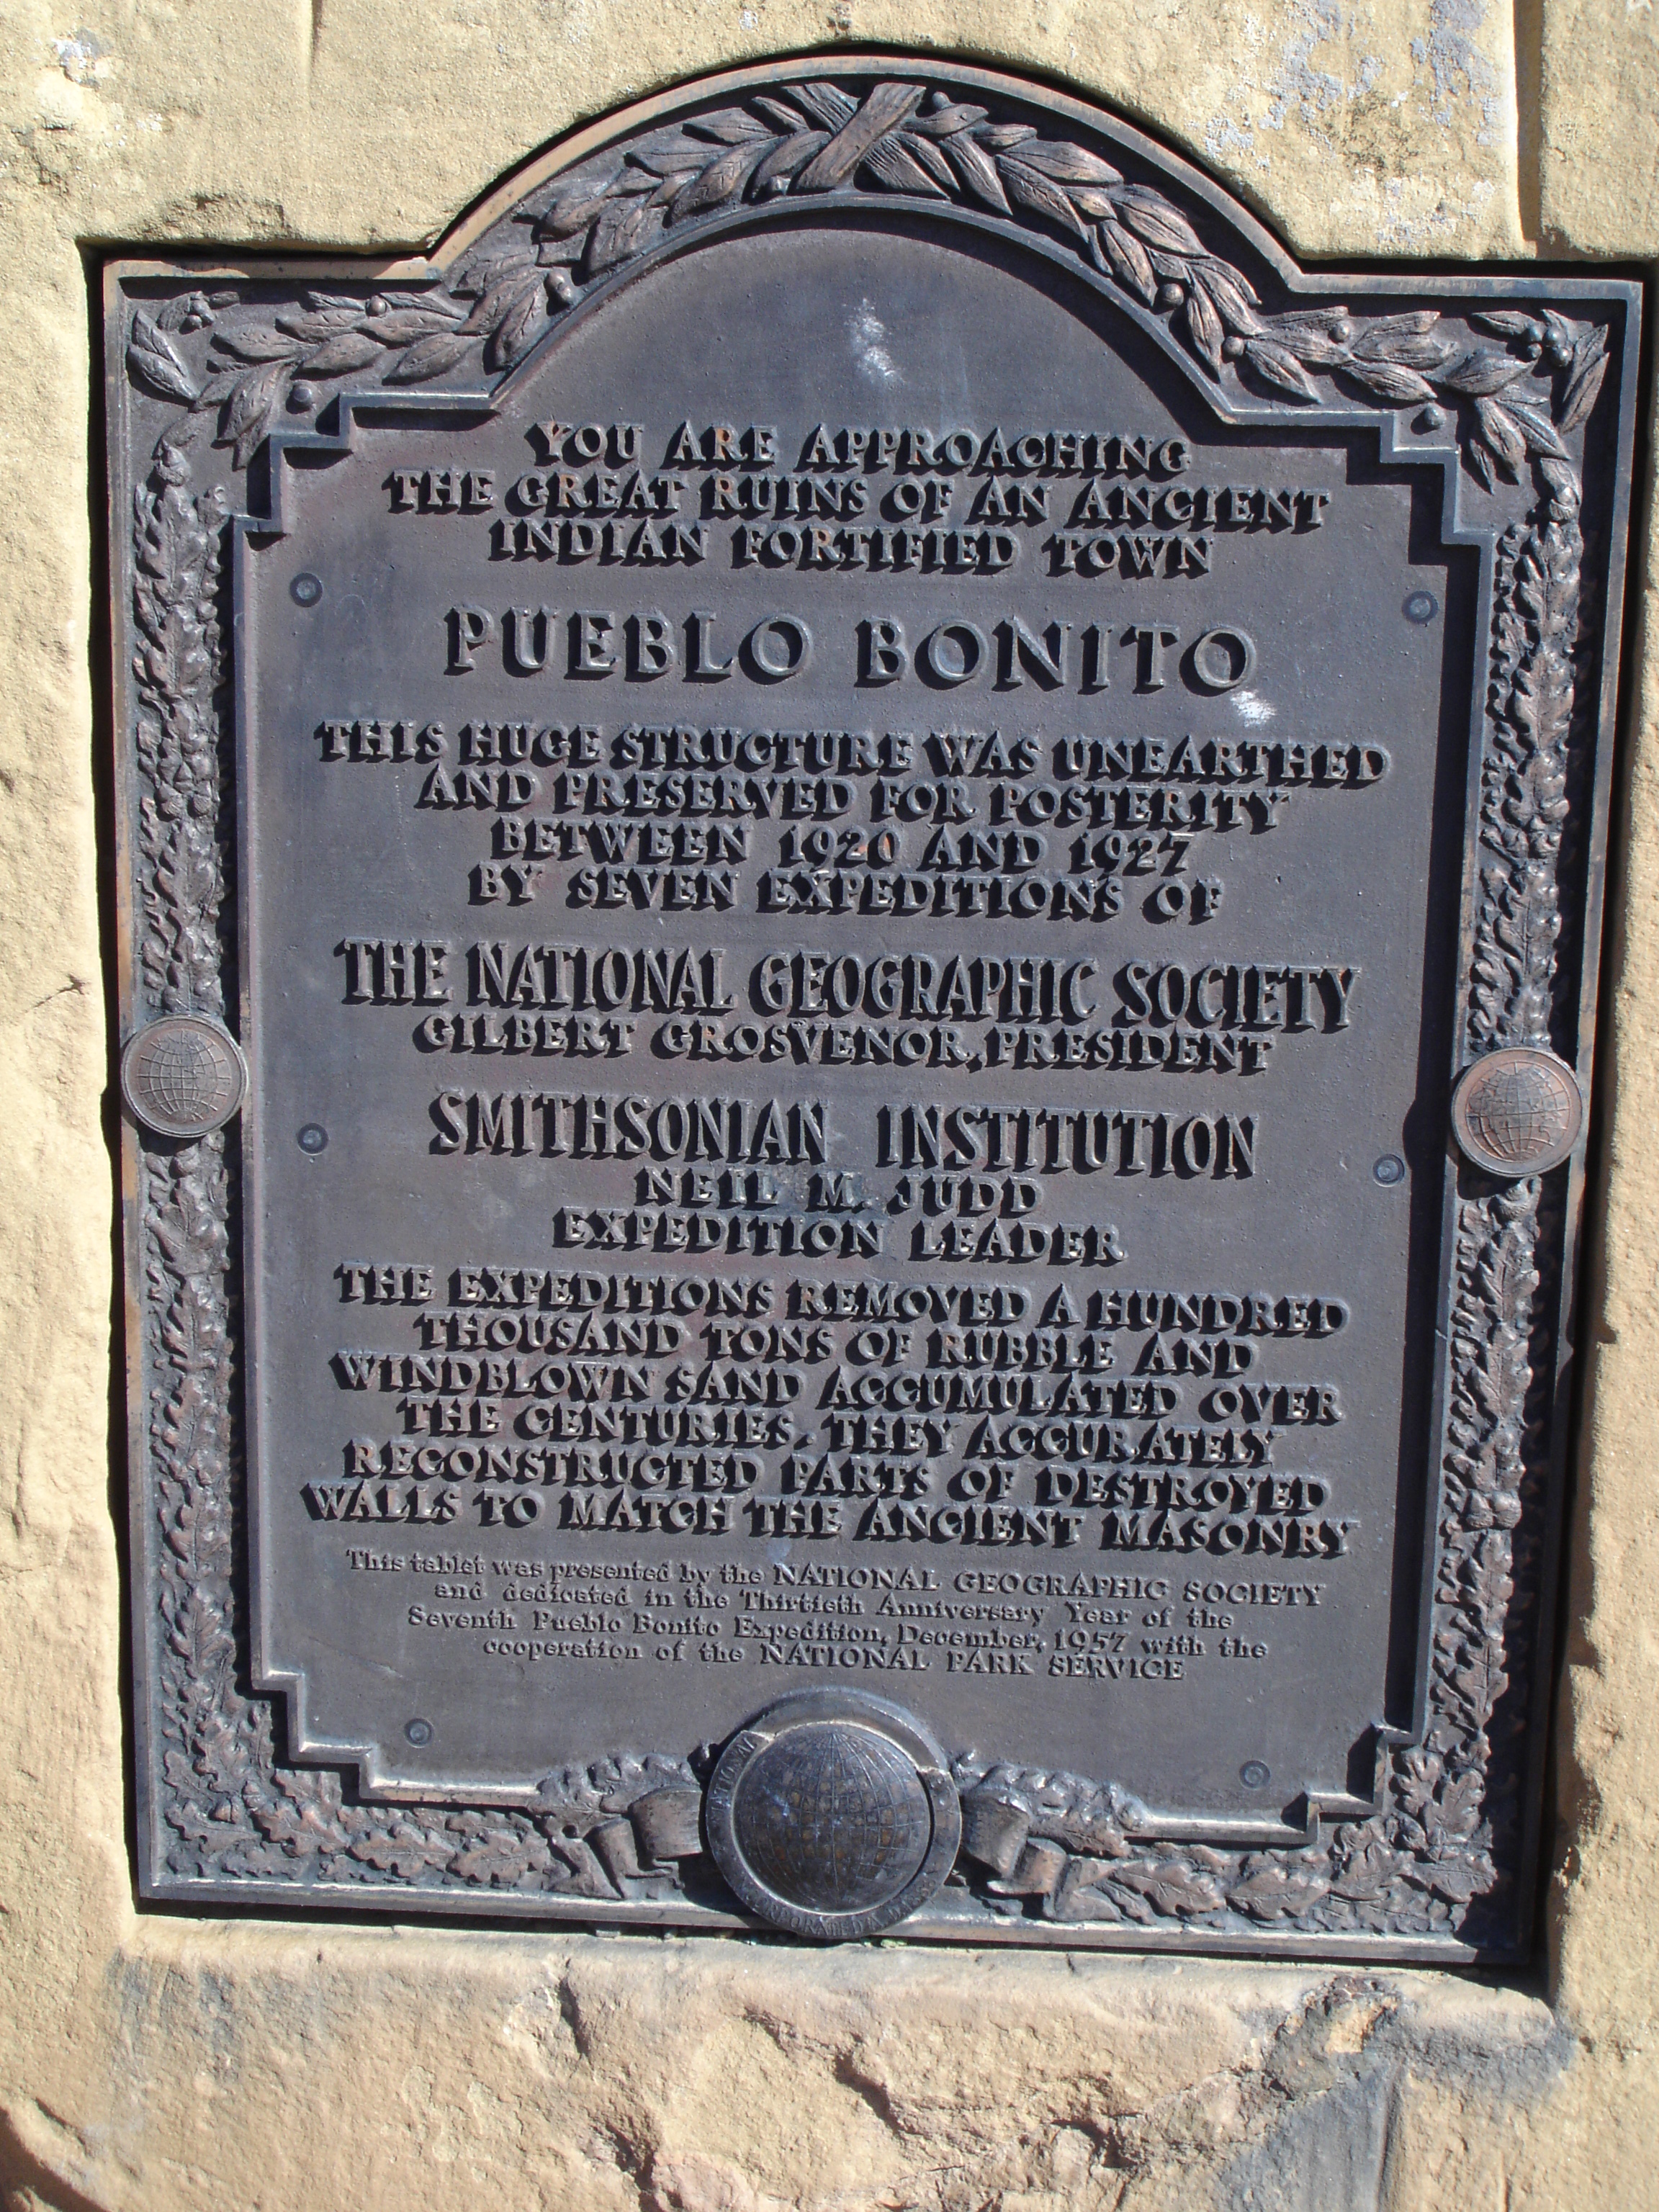 YOU ARE APPROACHING
THE GREAT RUINS OF AN ANCIENT
INDIAN FORTIFIED TOWN
PUEBLO BONITO
THIS HUGE STRUCTURE WAS UNEARTHED
AND PRESERVED FOR POSTERITY
BETWEEN 1920 AND 1927
BY SEVEN EXPEDITIONS OF
THE NATIONAL GEOGRAPHIC SOCIETY
GILBERT GROSVENOR, PRESIDENT
SMITHSONIAN INSTITUTION
NEIL M. JUDD
EXPEDITION LEADER
THE EXPEDITIONS REMOVED A HUNDRED
THOUSAND TONS OF RUBBLE AND
WINDBLOWN SAND ACCUMULATED OVER
THE CENTURIES. THEY ACCURATELY
RECONSTRUCTED PARTS OF DESTROYED
WALLS TO MATCH THE ANCIENT MASONRY
This tablet was presented by the NATIONAL GEOGRAPHIC SOCIETY
and dedicated in the Thirtieth Anniversary Year of the
Seventh Pueblo Bonito Expedition, December, 1957 with the
cooperation of the NATIONAL PARK SERVICE